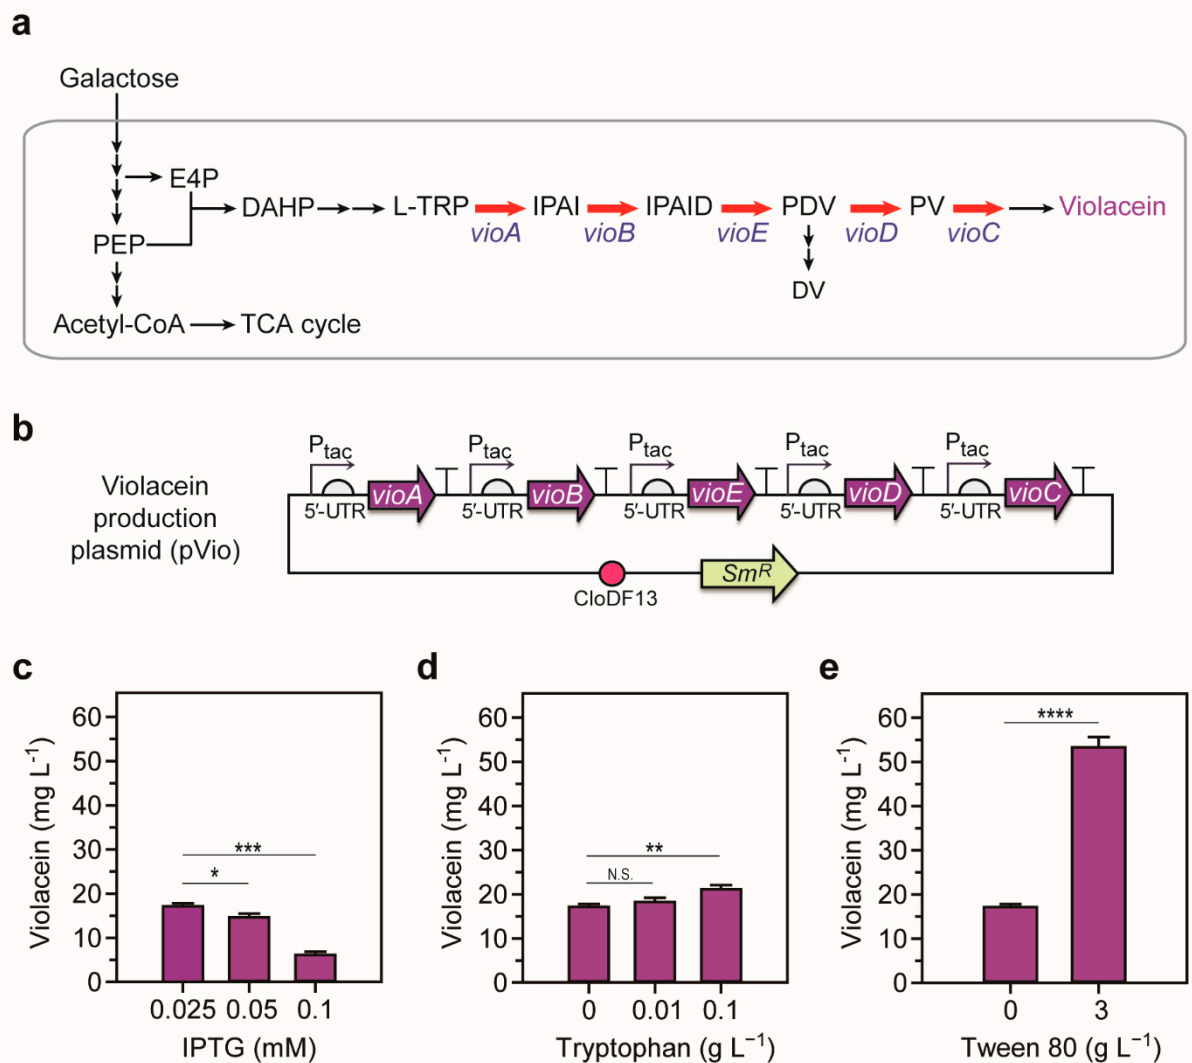 a
Galactose
E4P
DAHP
L-TRP
IPAI
IPAID
PDV
PV
Violacein
vioA
vioB
vioE
vioD
vioC
PEP
DV
Acetyl-CoA
TCA cycle
b
Violacein
production
plasmid (pVio)
Ptac
Ptac
Ptac
Ptac
Ptac
vioA
vioB
vioE
vioD
vioC
5′-UTR
5′-UTR
5′-UTR
5′-UTR
5′-UTR
CloDF13
SmR
c
Violacein (mg L−1)
60
50
40
30
20
10
0
***
*
0.025 0.05 0.1
IPTG (mM)
d
Violacein (mg L−1)
60
50
40
30
20
10
0
**
N.S.
0 0.01 0.1
Tryptophan (g L−1)
e
Violacein (mg L−1)
60
50
40
30
20
10
0
****
0 3
Tween 80 (g L−1)